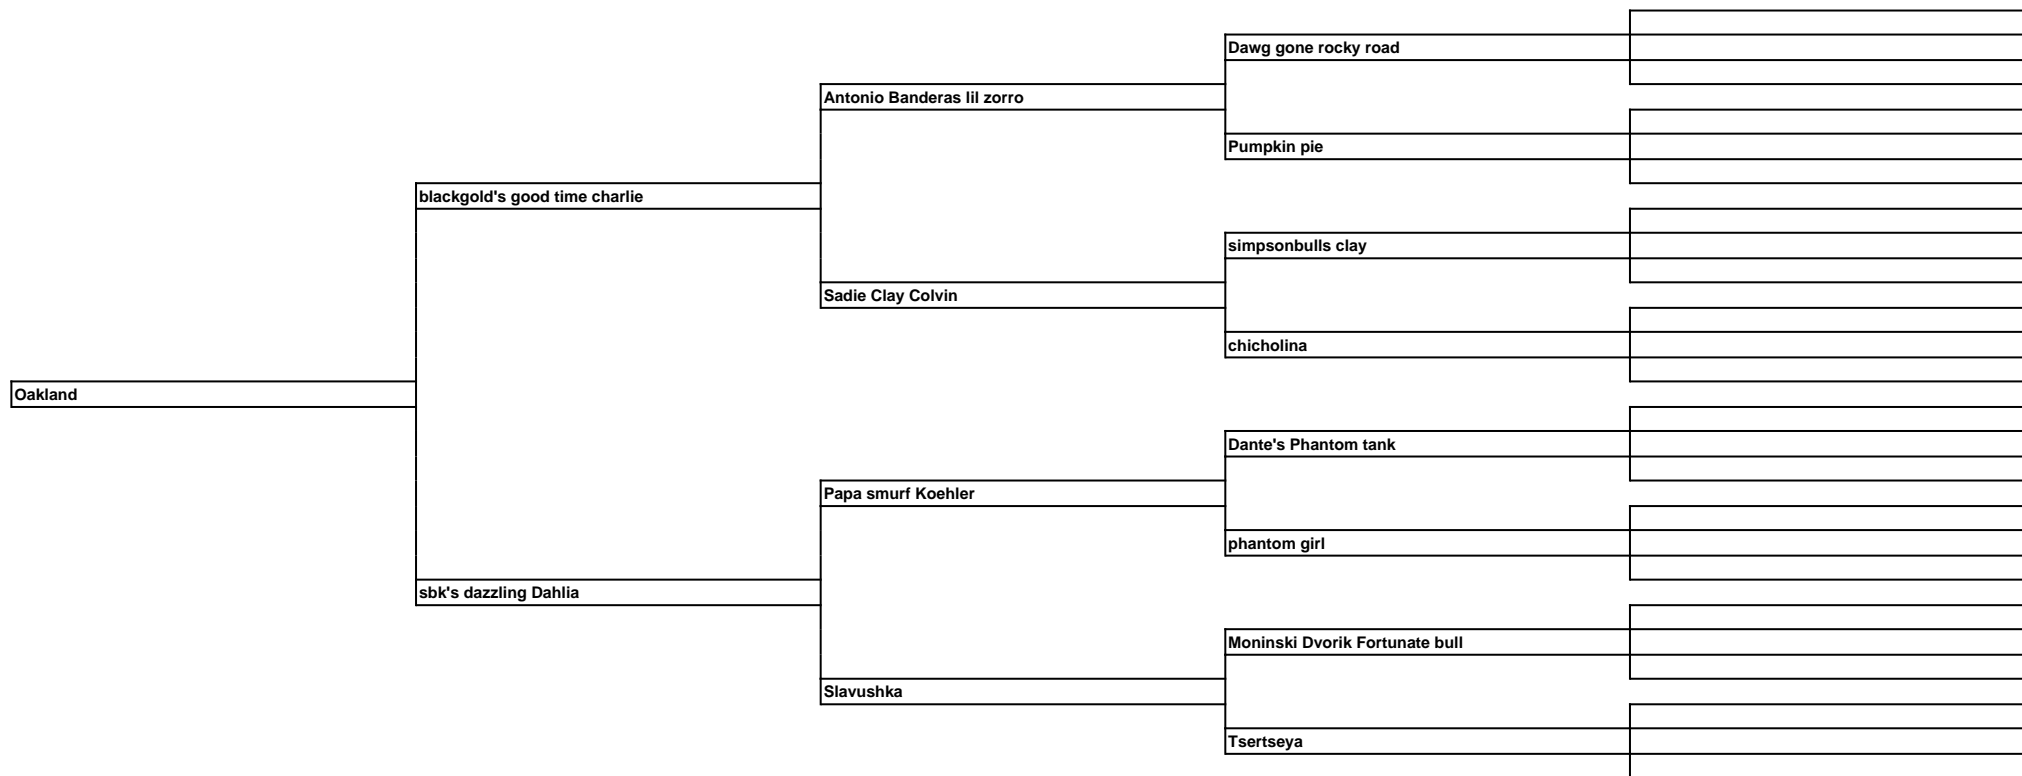 Dawg gone rocky road
Antonio Banderas lil zorro
Pumpkin pie
blackgold's good time charlie
simpsonbulls clay
Sadie Clay Colvin
chicholina
Oakland
Dante's Phantom tank
Papa smurf Koehler
phantom girl
sbk's dazzling Dahlia
Moninski Dvorik Fortunate bull
Slavushka
Tsertseya